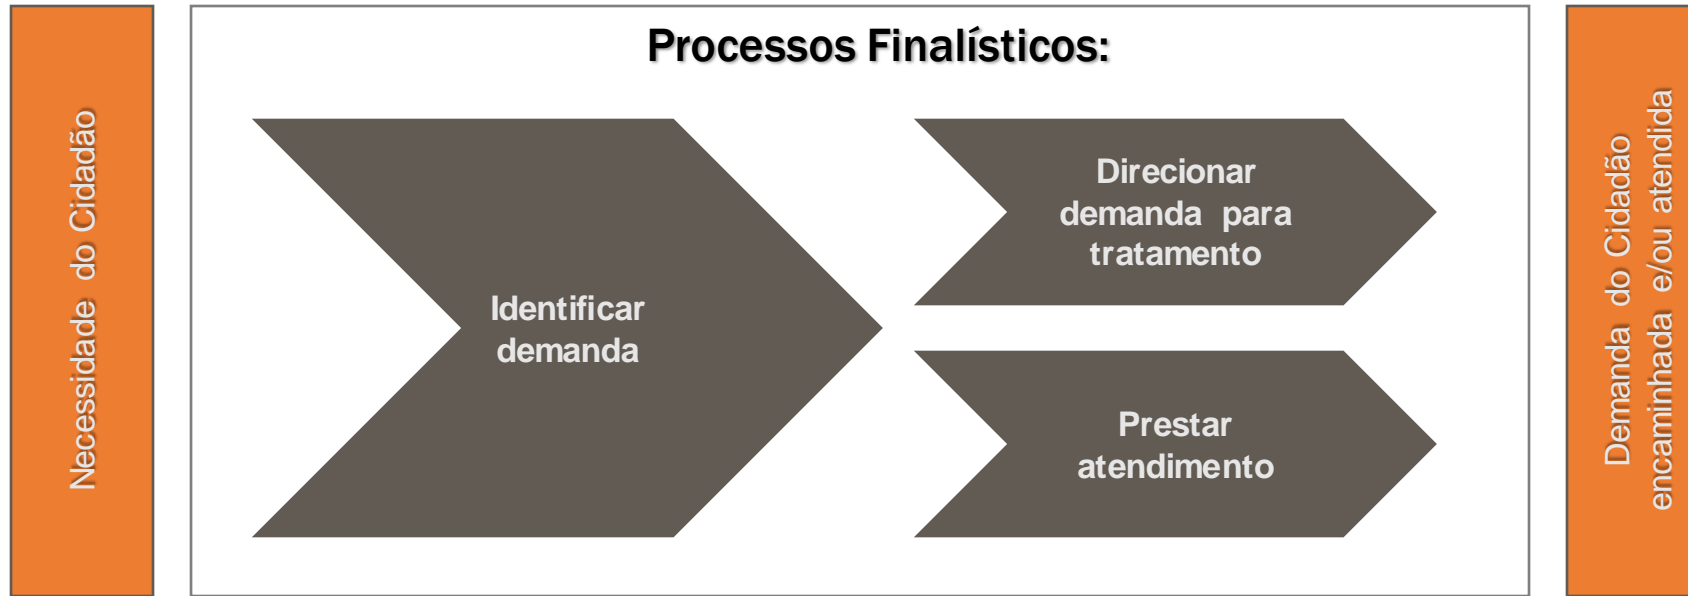 Necessidade do Cidadão
Processos Finalísticos:
Identificar
demanda
Direcionar
demanda para
tratamento
Prestar
atendimento
Demanda do Cidadão
encaminhada e/ou atendida